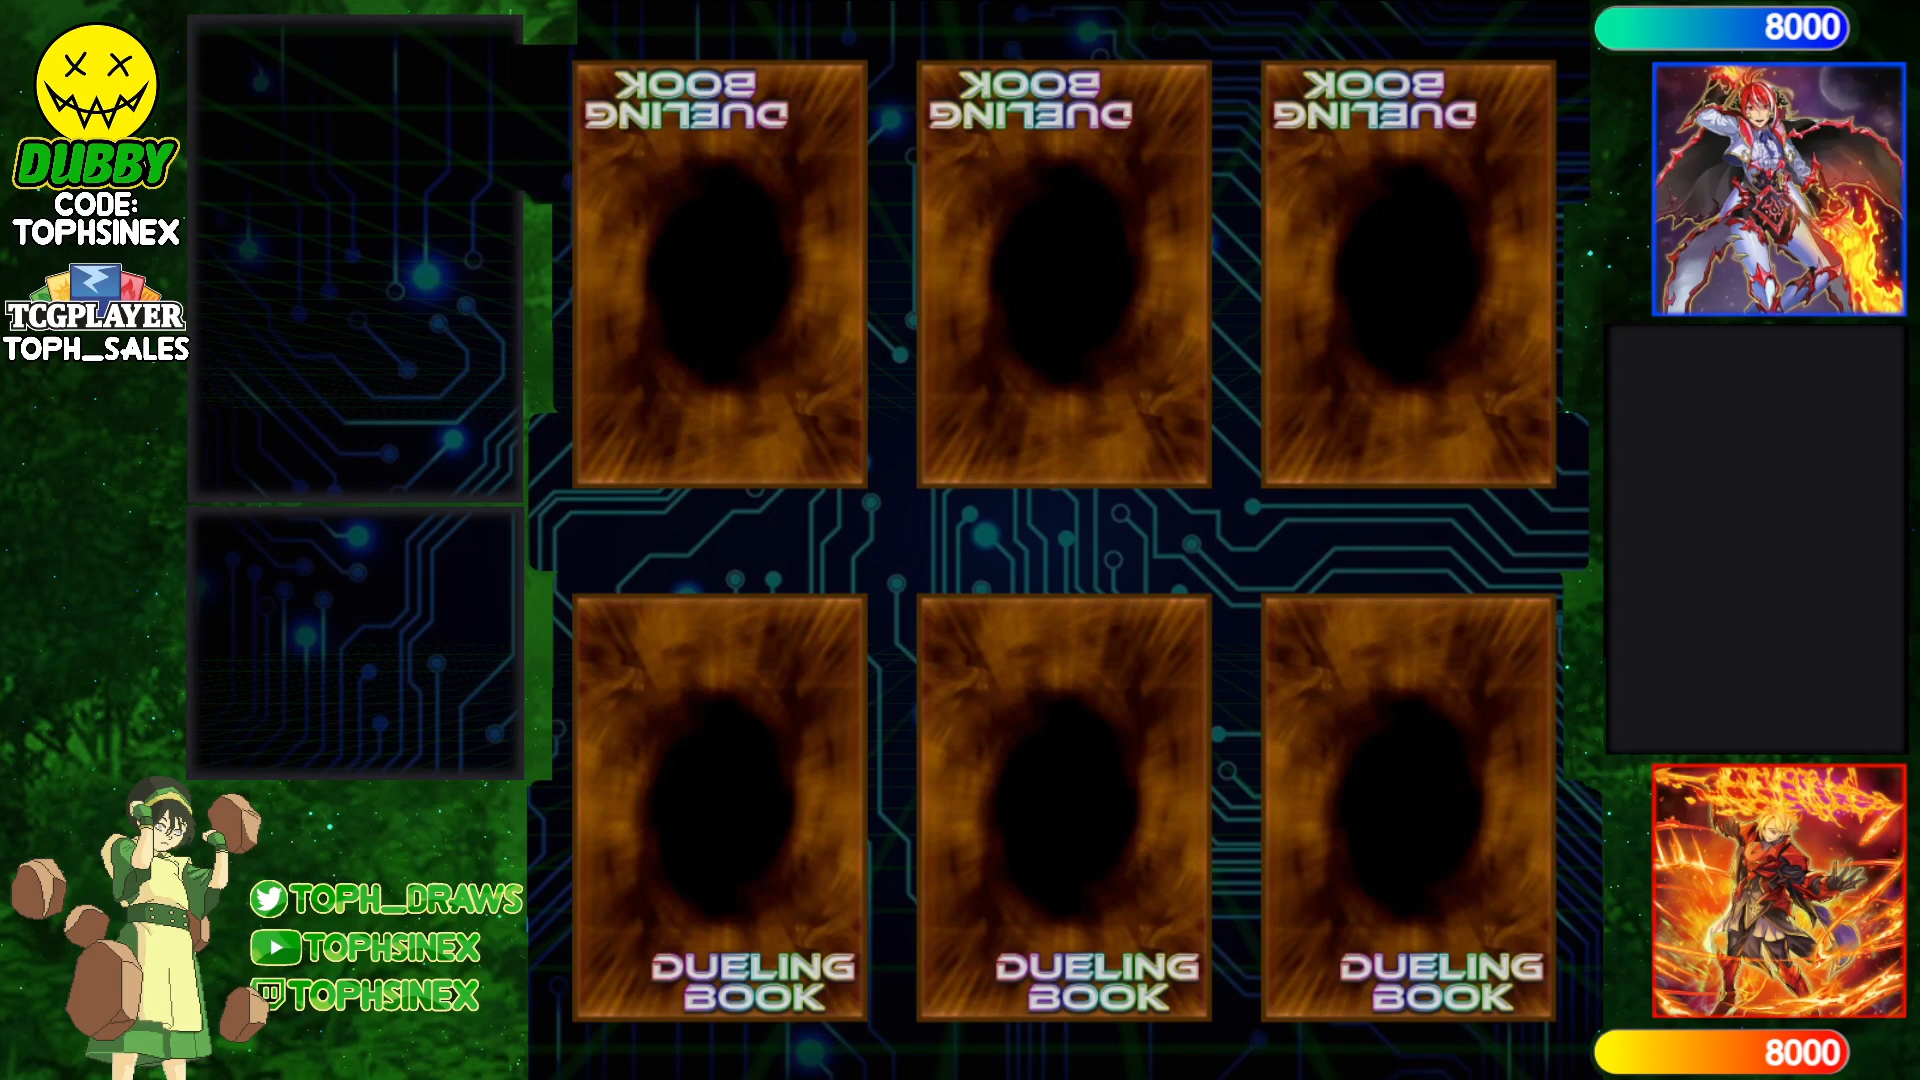 DUBBY
CODE:
TOPHSINEX
TCGPLAYER
TOPH_SALES
8000
DUELING
BOOK
DUELING
BOOK
DUELING
BOOK
DUELING
BOOK
DUELING
BOOK
DUELING
BOOK
TOPH_DRAWS
TOPHSINEX
TOPHSINEX
8000